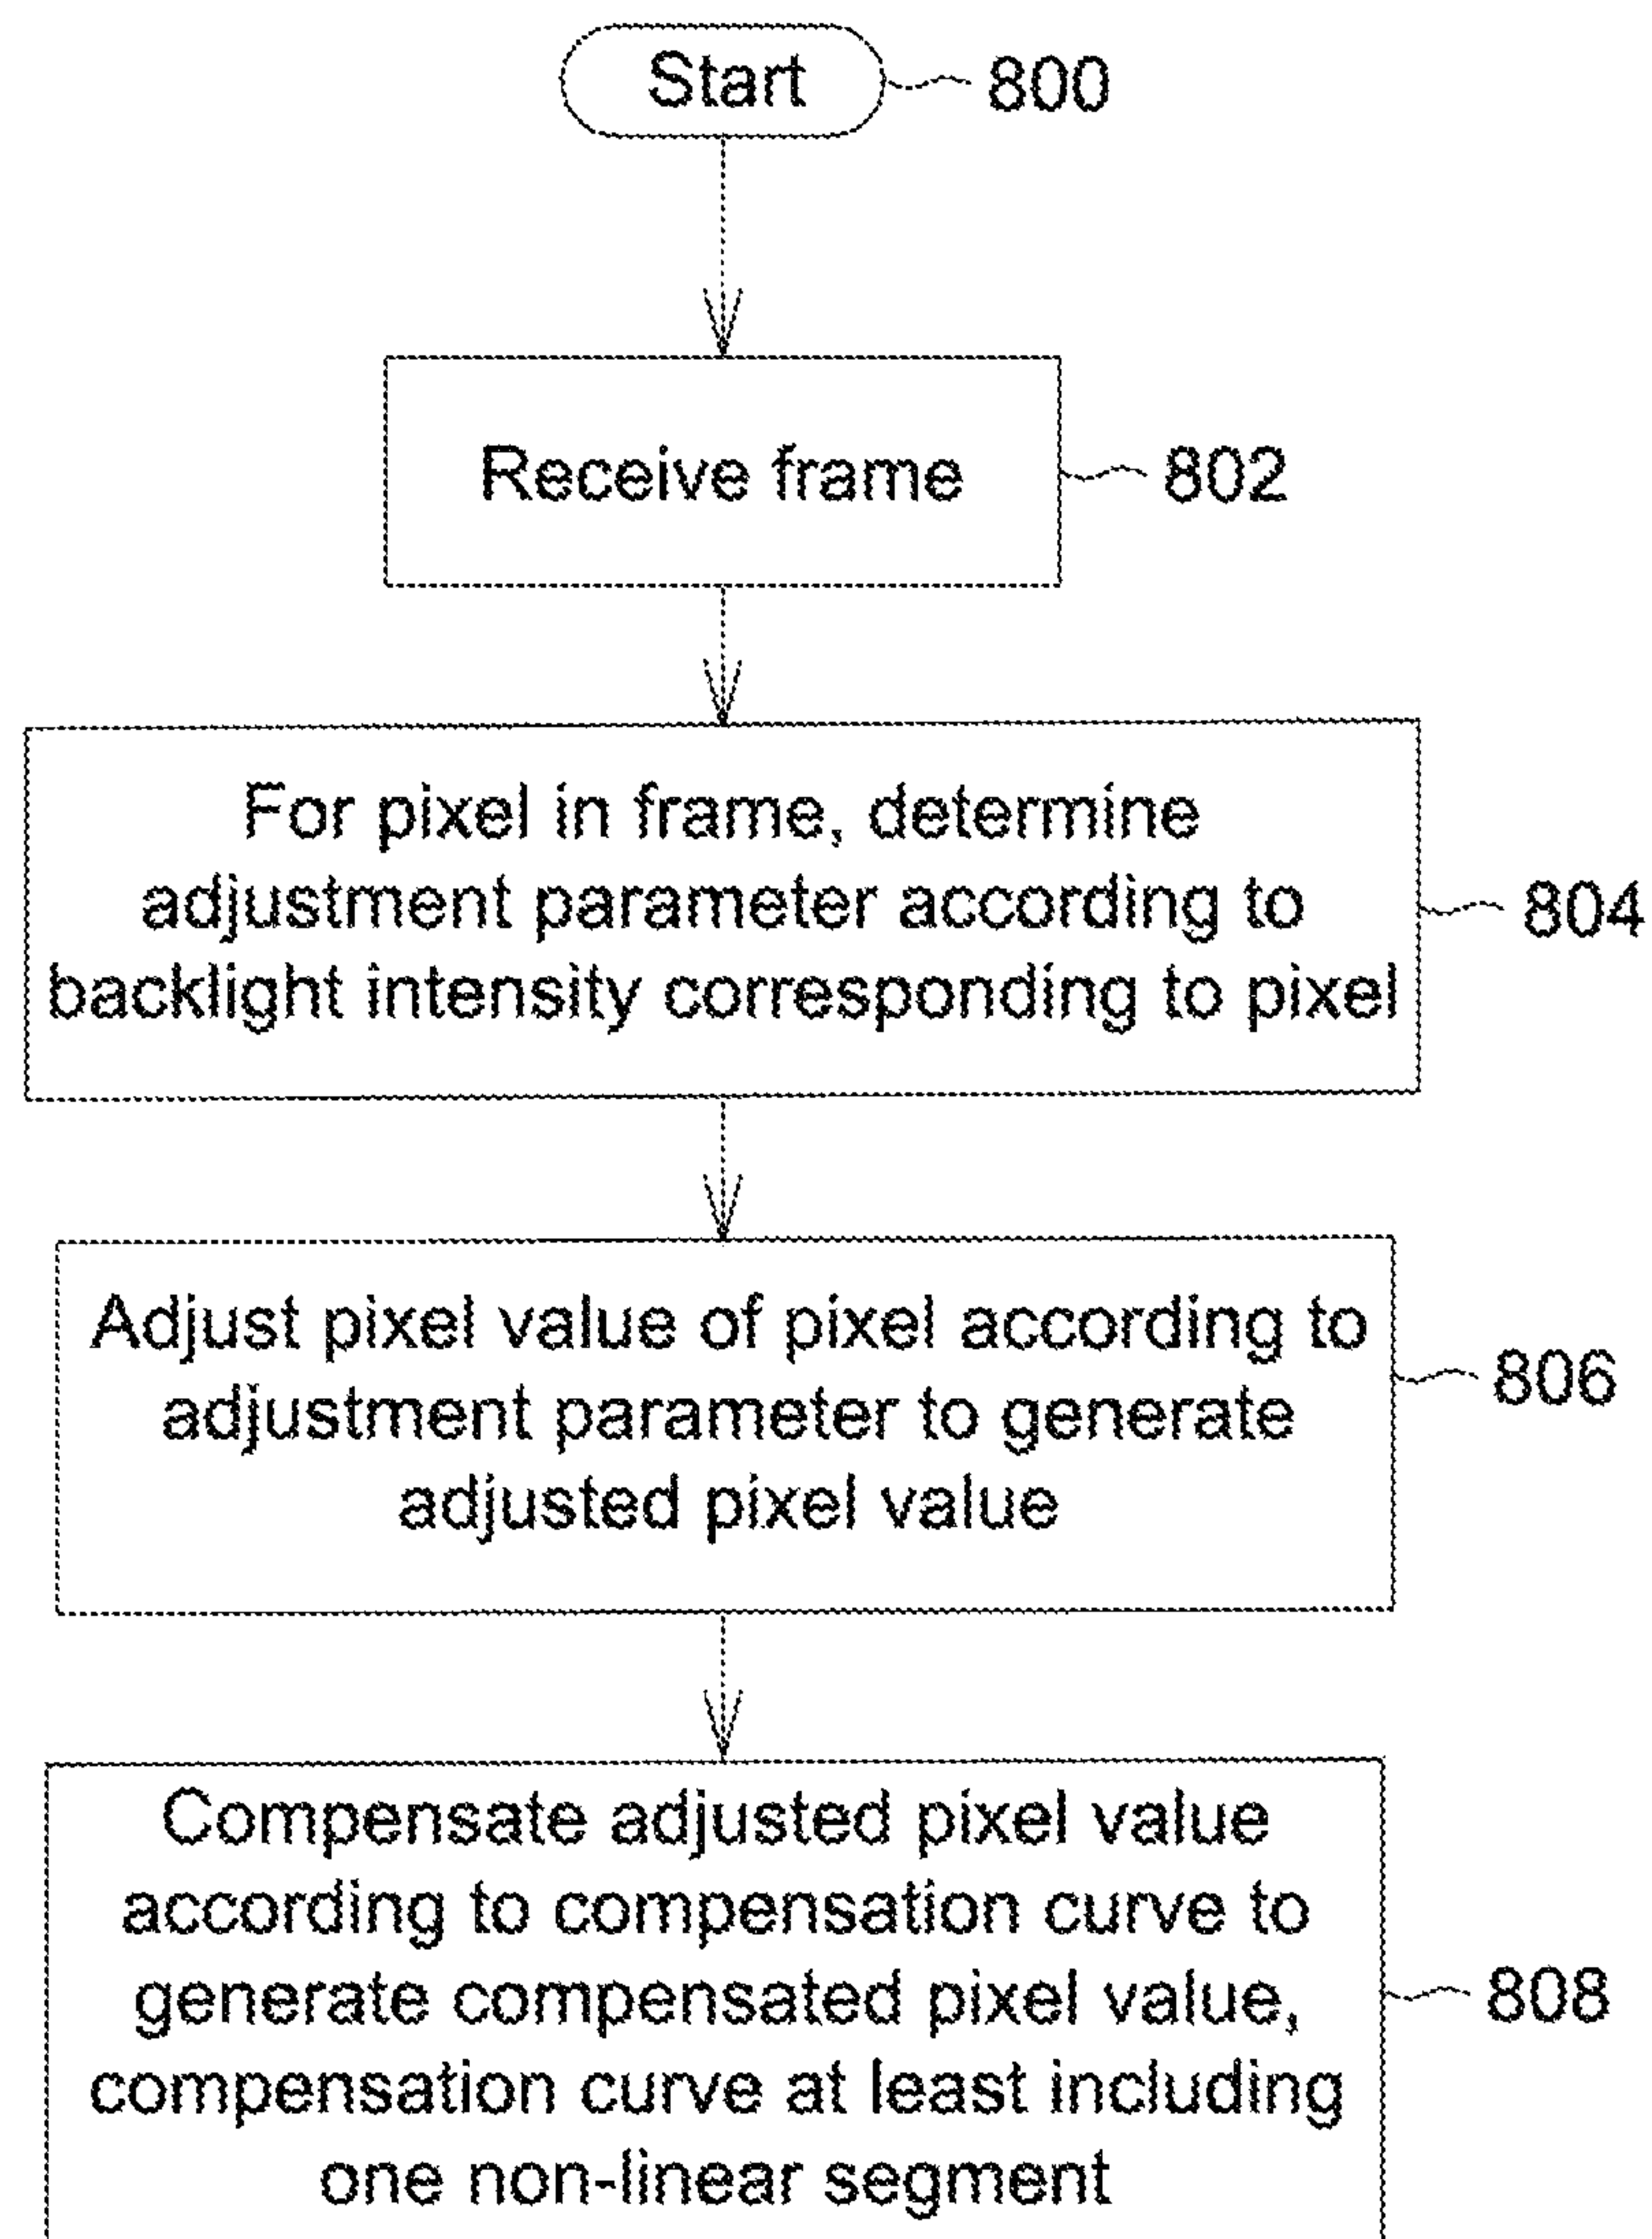 Start
800
Receive frame
802
For pixel in frame, determine
adjustment parameter according to
backlight intensity corresponding to pixel
804
Adjust pixel value of pixel according to
adjustment parameter to generate
adjusted pixel value
806
Compensate adjusted pixel value
according to compensation curve to
generate compensated pixel value,
compensation curve at least including
one non-linear segment
808